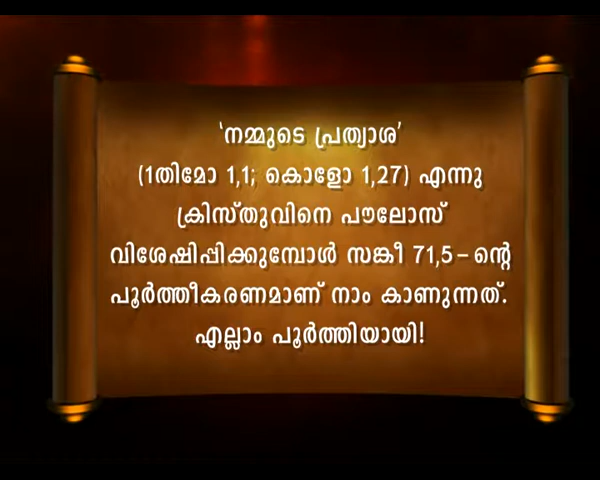 ‘നമ്മുടെ പ്രത്യാശ’
(1തിമോ 1,1; കൊളോ 1,27) എന്നു
ക്രിസ്തുവിനെ പൗലോസ്
വിശേഷിപ്പിക്കുമ്പോൾ സങ്കീ 71,5-ന്റെ
പൂർത്തീകരണമാണ് നാം കാണുന്നത്.
എല്ലാം പൂർത്തിയായി!